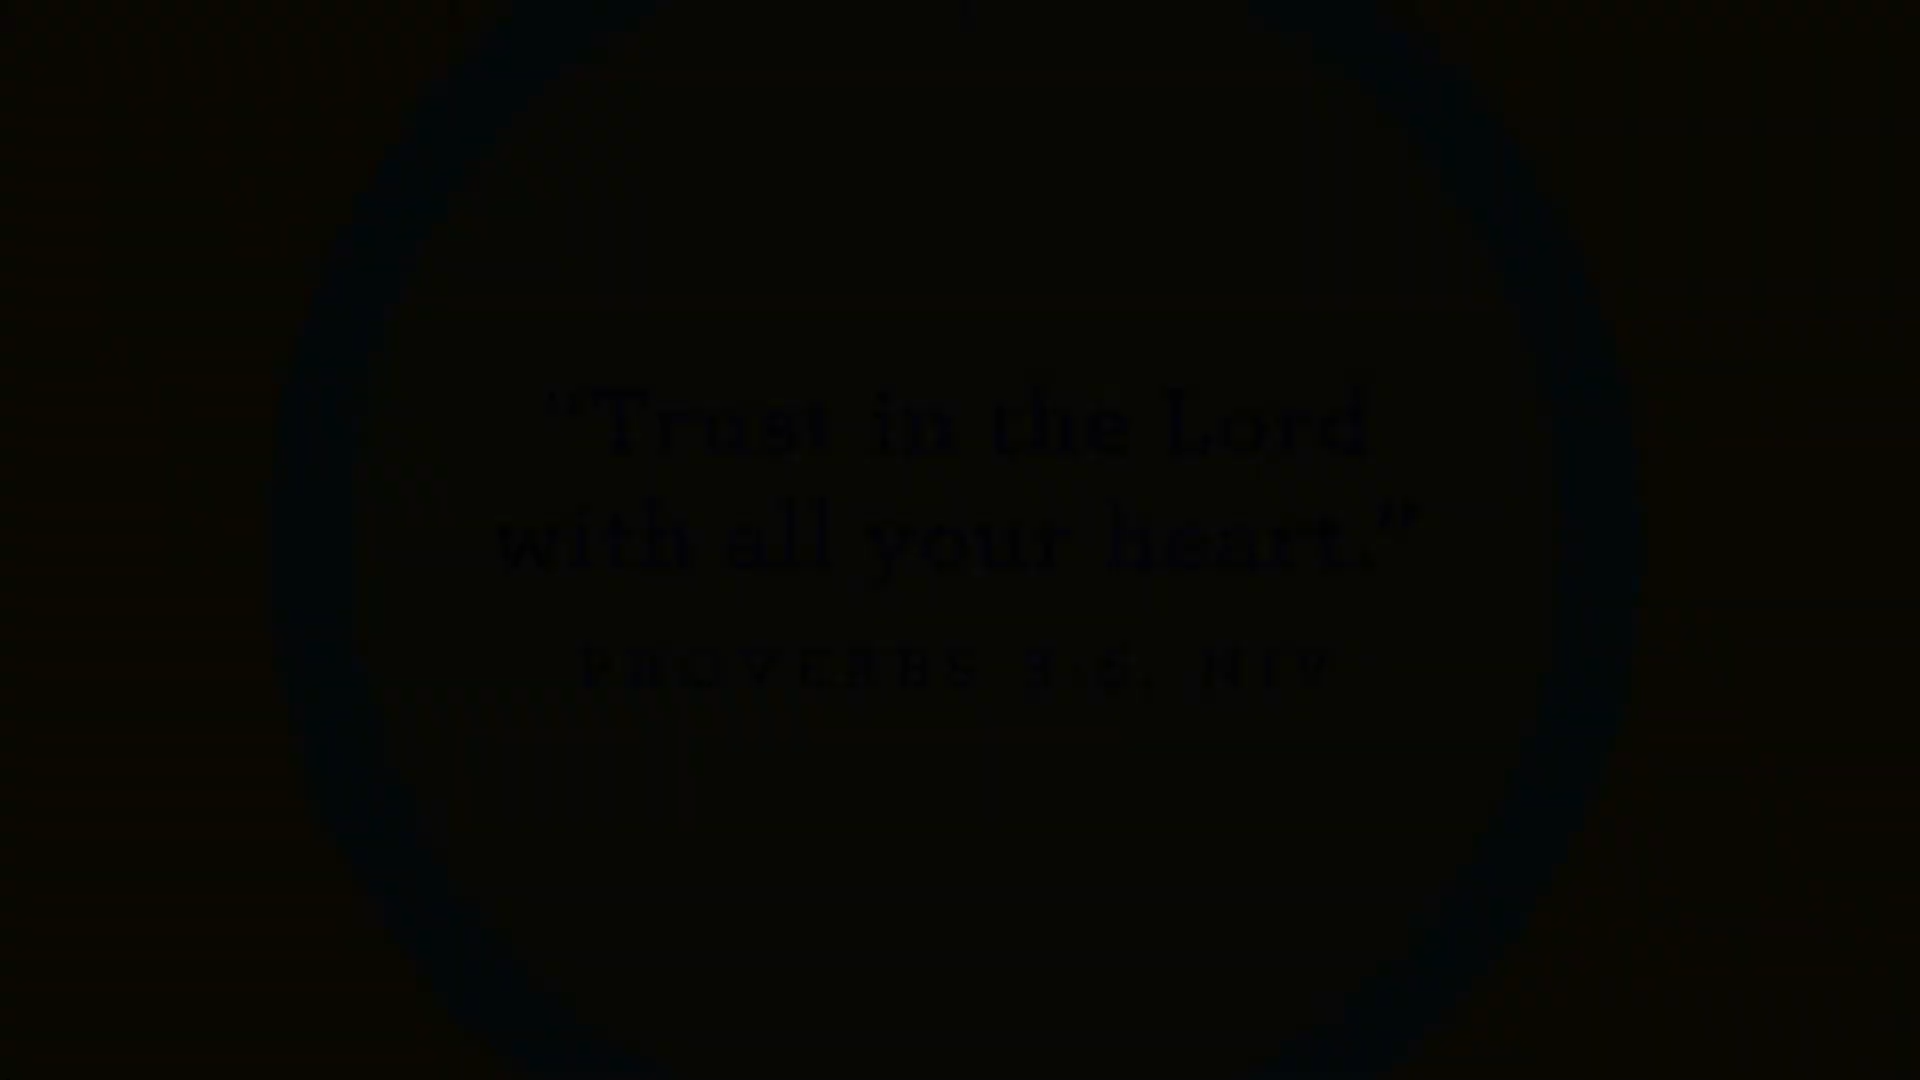 “Trust in the Lord
with all your heart.”
PROVERBS 3:5, NIV